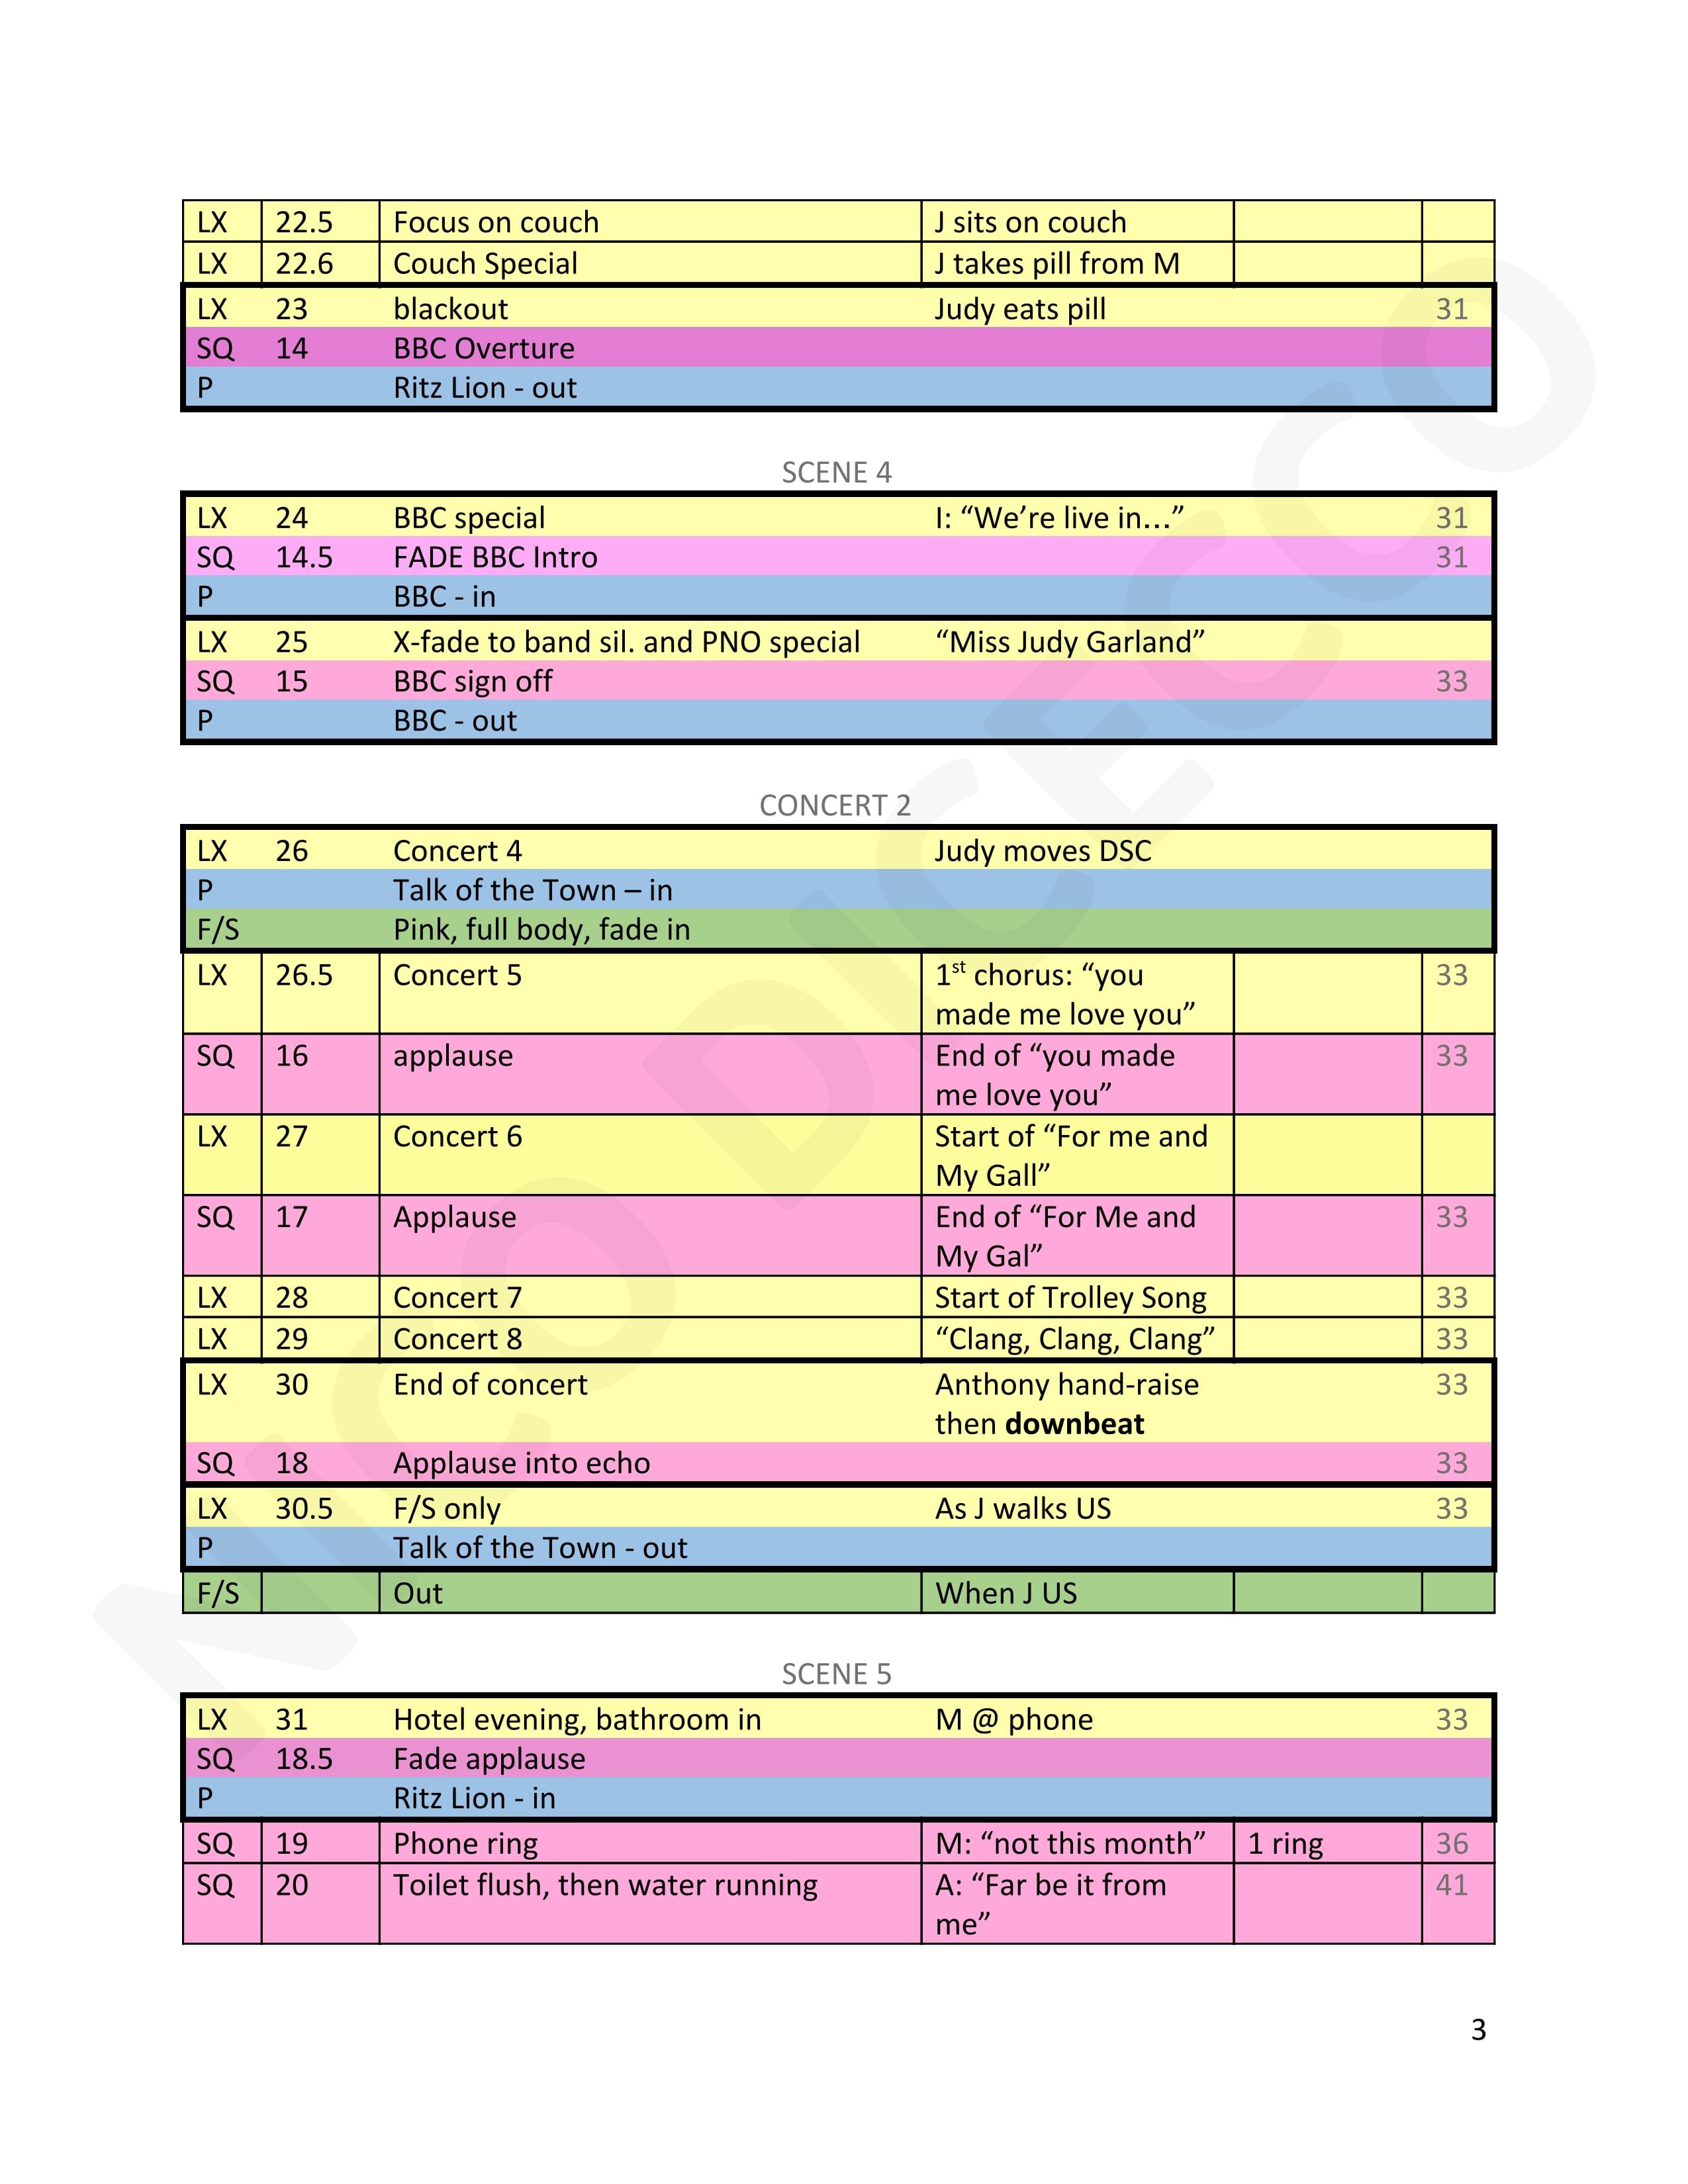 LX 22.5 Focus on couch J sits on couch
LX 22.6 Couch Special J takes pill from M
LX 23 blackout Judy eats pill 31
SQ 14 BBC Overture
P Ritz Lion - out
SCENE 4
LX 24 BBC special I: “We’re live in…” 31
SQ 14.5 FADE BBC Intro 31
P BBC - in
LX 25 X-fade to band sil. and PNO special “Miss Judy Garland”
SQ 15 BBC sign off 33
P BBC - out
CONCERT 2
LX 26 Concert 4 Judy moves DSC
P Talk of the Town – in
F/S Pink, full body, fade in
LX 26.5 Concert 5 1st chorus: “you 33
made me love you”
SQ 16 applause End of “you made 33
me love you”
LX 27 Concert 6 Start of “For me and
My Gall”
SQ 17 Applause End of “For Me and 33
My Gal”
LX 28 Concert 7 Start of Trolley Song 33
LX 29 Concert 8 “Clang, Clang, Clang” 33
LX 30 End of concert Anthony hand-raise 33
then downbeat
SQ 18 Applause into echo 33
LX 30.5 F/S only As J walks US 33
P Talk of the Town - out
F/S Out When J US
SCENE 5
LX 31 Hotel evening, bathroom in M @ phone 33
SQ 18.5 Fade applause
P Ritz Lion - in
SQ 19 Phone ring M: “not this month” 1 ring 36
SQ 20 Toilet flush, then water running A: “Far be it from 41
me”
3
NICO DICECCO